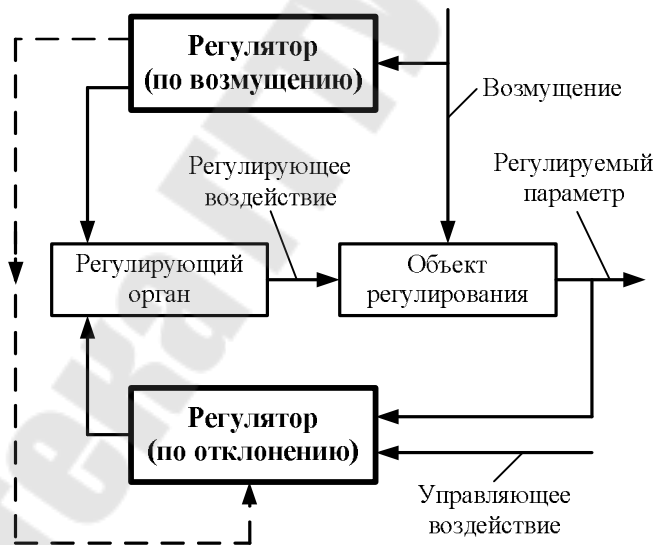 Регулятор
(по возмущению)
Возмущение
Регулирующее
воздействие
Регулируемый
параметр
Регулирующий
орган
Объект
регулирования
Регулятор
(по отклонению)
Управляющее
воздействие